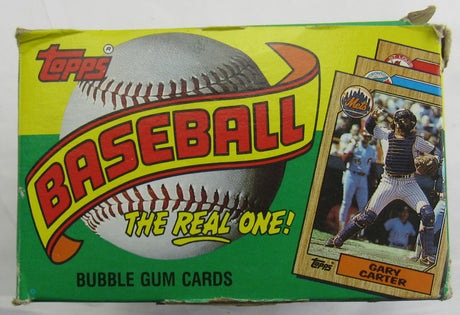 Topps®
BASEBALL
THE REAL ONE!
BUBBLE GUM CARDS
Mets
Topps
GARY
CARTER